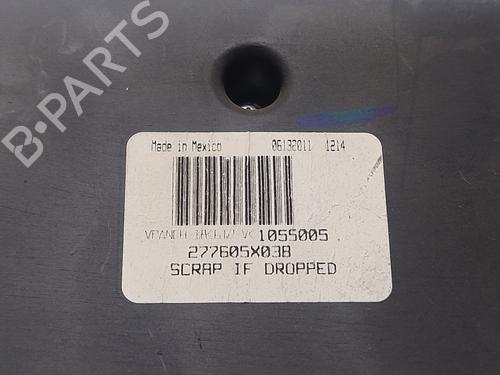 B-PARTS
Made in Mexico 06132011 1214
1055005
277605X03B
SCRAP IF DROPPED